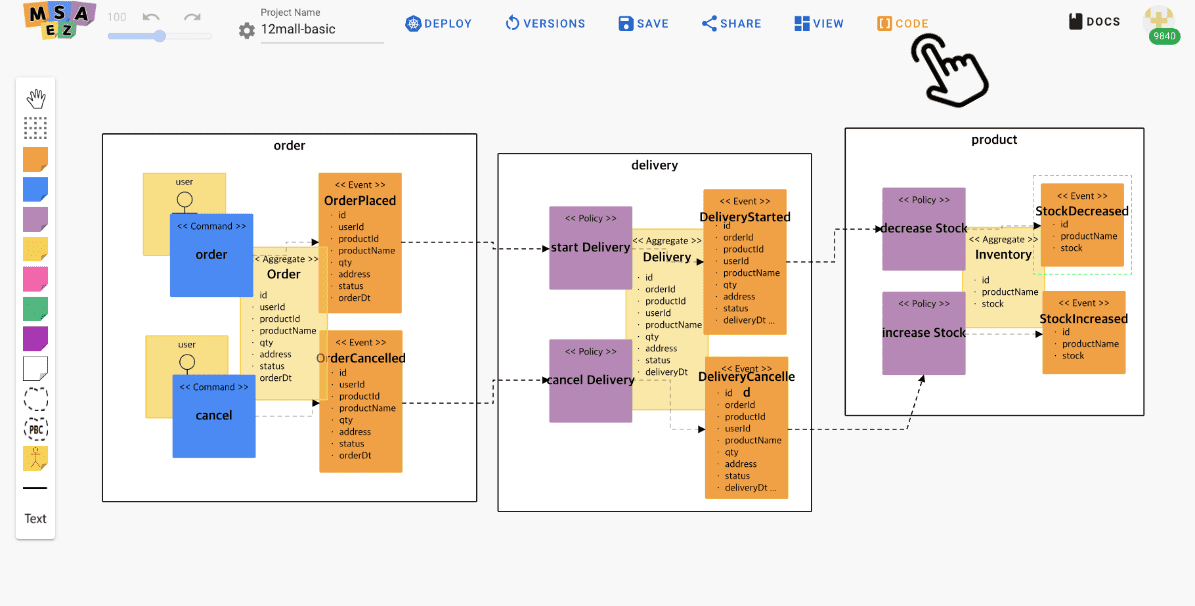 MSA
EZ
100
Project Name
12mall-basic
DEPLOY
VERSIONS
SAVE
SHARE
VIEW
CODE
DOCS
9840
PBC
Text
order
user
<< Command >>
order
<< Aggregate >>
Order
· id
· userId
· productId
· productName
· qty
· address
· status
· orderDt
<< Event >>
OrderPlaced
· id
· userId
· productId
· productName
· qty
· address
· status
· orderDt
user
<< Command >>
cancel
<< Event >>
OrderCancelled
· id
· userId
· productId
· productName
· qty
· address
· status
· orderDt
delivery
<< Policy >>
start Delivery
<< Aggregate >>
Delivery
· id
· orderId
· productId
· userId
· productName
· qty
· address
· status
· deliveryDt
<< Event >>
DeliveryStarted
· id
· orderId
· productId
· userId
· productName
· qty
· address
· status
· deliveryDt ...
<< Policy >>
cancel Delivery
<< Event >>
DeliveryCancelle
d
· id
· orderId
· productId
· userId
· productName
· qty
· address
· status
· deliveryDt ...
product
<< Policy >>
decrease Stock
<< Aggregate >>
Inventory
· id
· productName
· stock
<< Event >>
StockDecreased
· id
· productName
· stock
<< Policy >>
increase Stock
<< Event >>
StockIncreased
· id
· productName
· stock